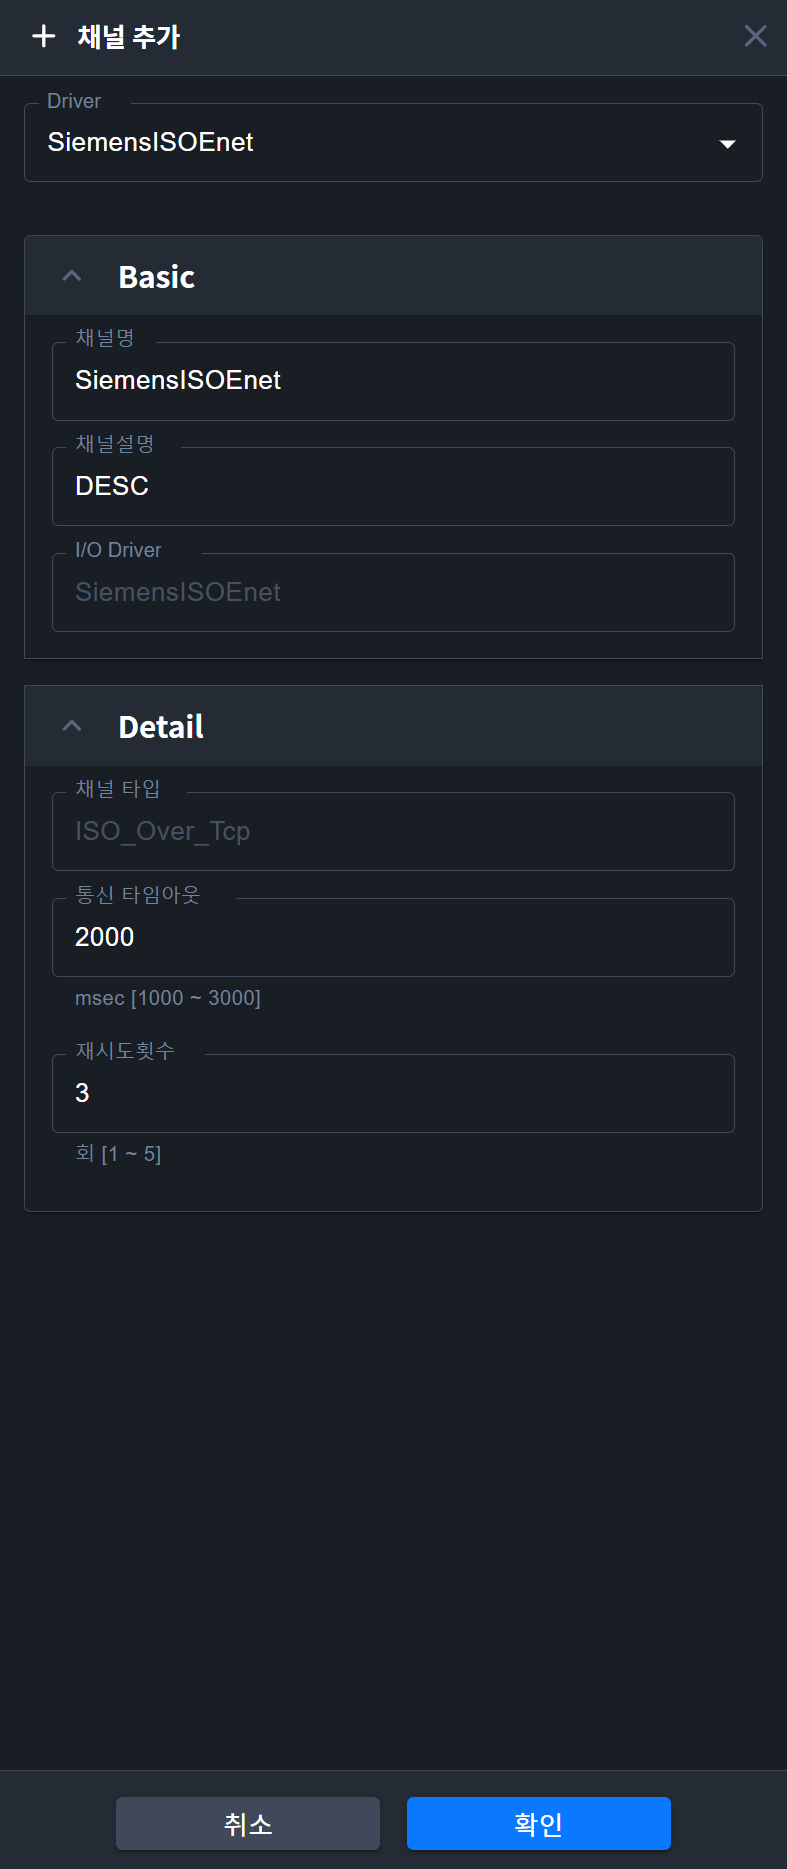 채널 추가
Driver
SiemensISOEnet
Basic
채널명
SiemensISOEnet
채널설명
DESC
I/O Driver
SiemensISOEnet
Detail
채널 타입
ISO_Over_Tcp
통신 타임아웃
2000
msec [1000 ~ 3000]
재시도횟수
3
회 [1 ~ 5]
취소 확인